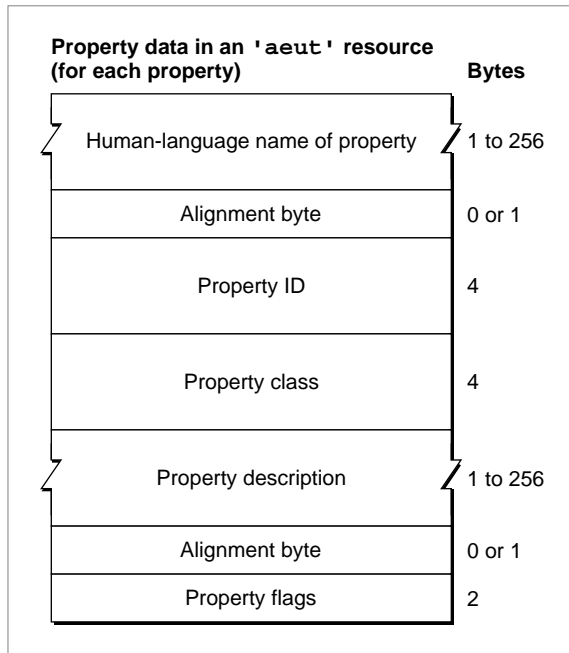 Property data in an 'aeut' resource
(for each property) Bytes
Human-language name of property 1 to 256
Alignment byte 0 or 1
Property ID 4
Property class 4
Property description 1 to 256
Alignment byte 0 or 1
Property flags 2